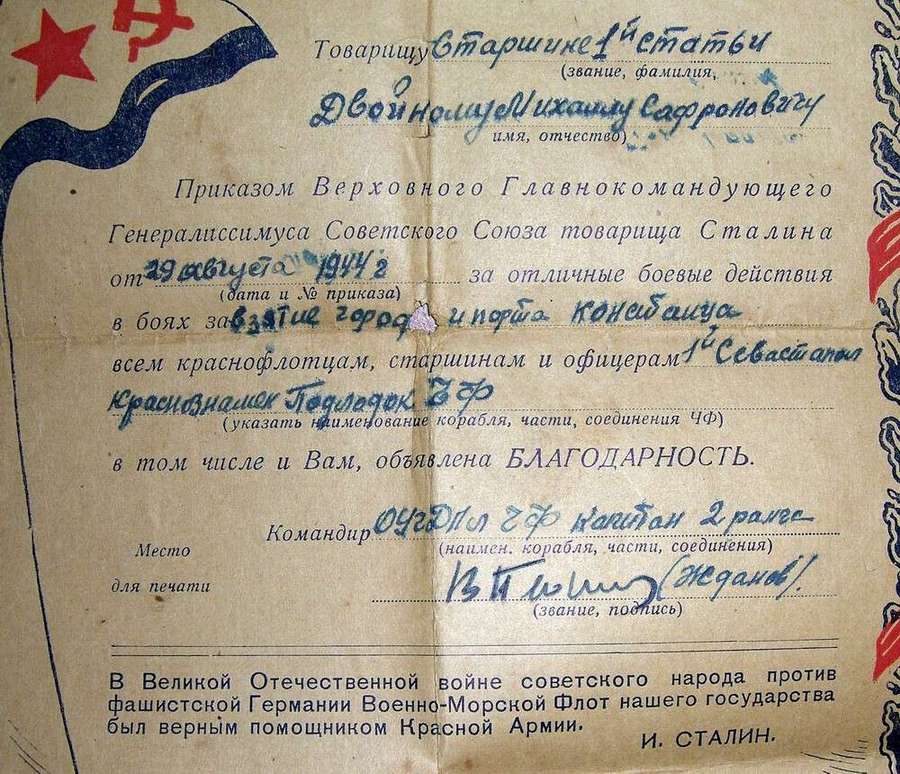 Товарищу Старшине 1й статьи
(звание, фамилия,
Двойному Михаилу Сафроновичу
имя, отчество)
Приказом Верховного Главнокомандующего
Генералиссимуса Советского Союза товарища Сталина
от 29 августа 1944 г за отличные боевые действия
(дата и № приказа)
в боях за взятие города и порта Констанца
всем краснофлотцам, старшинам и офицерам 1й Севастопол
Краснознамен Подлодок ЧФ
(указать наименование корабля, части, соединения ЧФ)
в том числе и Вам, объявлена БЛАГОДАРНОСТЬ.
Командир ЧФ капитан 2 ранга
Место
(наимен. корабля, части, соединения)
для печати
(Жданов)
(звание, подпись)
В Великой Отечественной войне советского народа против
фашистской Германии Военно-Морской Флот нашего государства
был верным помощником Красной Армии.
И. СТАЛИН.